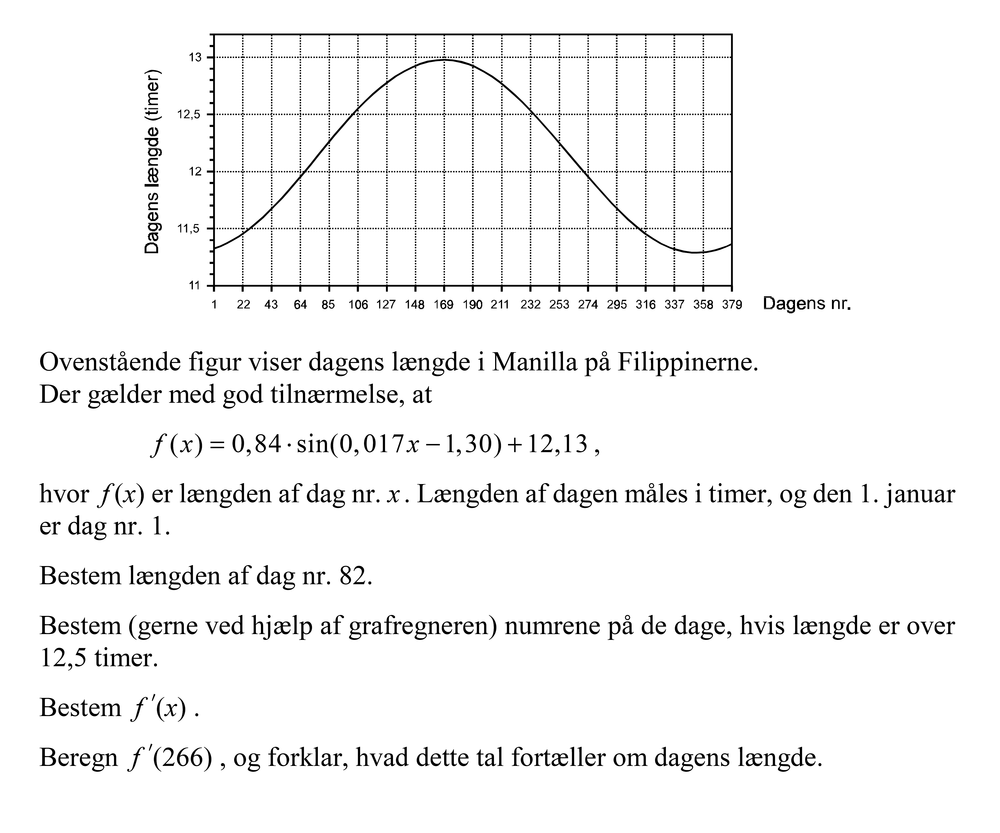 13
12,5
12
11,5
11
Dagens længde (timer)
1 22 43 64 85 106 127 148 169 190 211 232 253 274 295 316 337 358 379 Dagens nr.
Ovenstående figur viser dagens længde i Manilla på Filippinerne.
Der gælder med god tilnærmelse, at
f(x) = 0,84 · sin(0,017x − 1,30) + 12,13 ,
hvor f(x) er længden af dag nr. x. Længden af dagen måles i timer, og den 1. januar
er dag nr. 1.
Bestem længden af dag nr. 82.
Bestem (gerne ved hjælp af grafregneren) numrene på de dage, hvis længde er over
12,5 timer.
Bestem f′(x) .
Beregn f′(266) , og forklar, hvad dette tal fortæller om dagens længde.